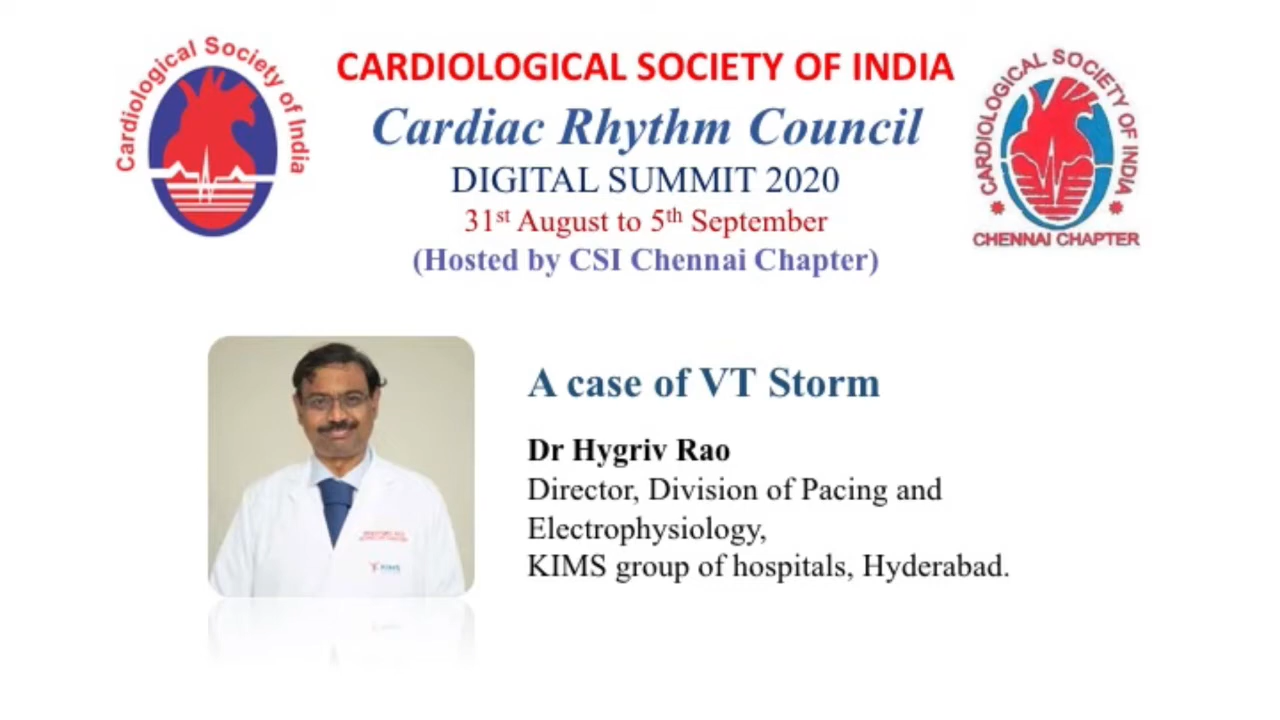 Cardiological Society of India
CARDIOLOGICAL SOCIETY OF INDIA
Cardiac Rhythm Council
DIGITAL SUMMIT 2020
31st August to 5th September
(Hosted by CSI Chennai Chapter)
CARDIOLOGICAL SOCIETY OF INDIA
CHENNAI CHAPTER
A case of VT Storm
Dr Hygriv Rao
Director, Division of Pacing and
Electrophysiology,
KIMS group of hospitals, Hyderabad.
KIMS